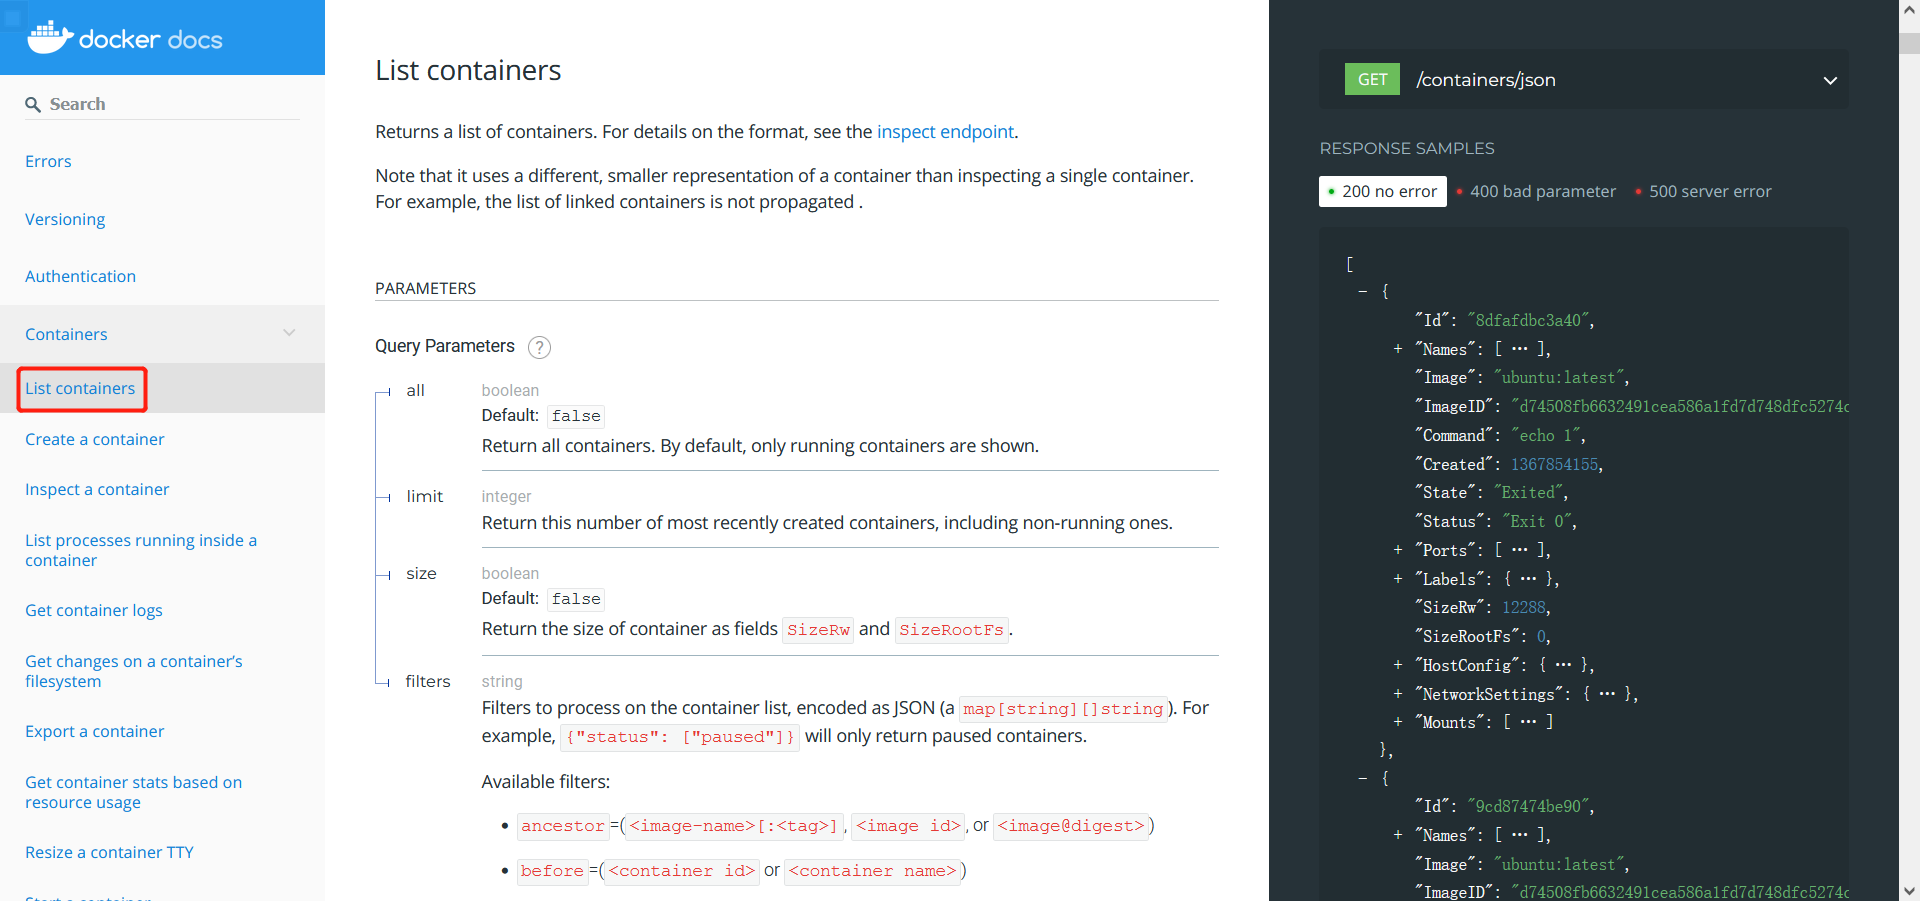 docker docs
Search
Errors
Versioning
Authentication
Containers
List containers
Create a container
Inspect a container
List processes running inside a
container
Get container logs
Get changes on a container's
filesystem
Export a container
Get container stats based on
resource usage
Resize a container TTY
List containers
Returns a list of containers. For details on the format, see the inspect endpoint.
Note that it uses a different, smaller representation of a container than inspecting a single container.
For example, the list of linked containers is not propagated .
PARAMETERS
Query Parameters ?
all boolean
Default: false
Return all containers. By default, only running containers are shown.
limit integer
Return this number of most recently created containers, including non-running ones.
size boolean
Default: false
Return the size of container as fields SizeRw and SizeRootFs.
filters string
Filters to process on the container list, encoded as JSON (a map[string][]string). For
example, {"status": ["paused"]} will only return paused containers.
Available filters:
• ancestor=(<image-name>[:<tag>], <image id>, or <image@digest>)
• before=(<container id> or <container name>)
GET /containers/json
RESPONSE SAMPLES
200 no error 400 bad parameter 500 server error
[
- {
"Id": "8dfafdbc3a40",
+ "Names": [ ... ],
"Image": "ubuntu:latest",
"ImageID": "d74508fb6632491cea586a1fd7d748dfc5274c
"Command": "echo 1",
"Created": 1367854155,
"State": "Exited",
"Status": "Exit 0",
+ "Ports": [ ... ],
+ "Labels": { ... },
"SizeRw": 12288,
"SizeRootFs": 0,
+ "HostConfig": { ... },
+ "NetworkSettings": { ... },
+ "Mounts": [ ... ]
},
- {
"Id": "9cd87474be90",
+ "Names": [ ... ],
"Image": "ubuntu:latest",
"ImageID": "d74508fb6632491cea586a1fd7d748dfc5274c